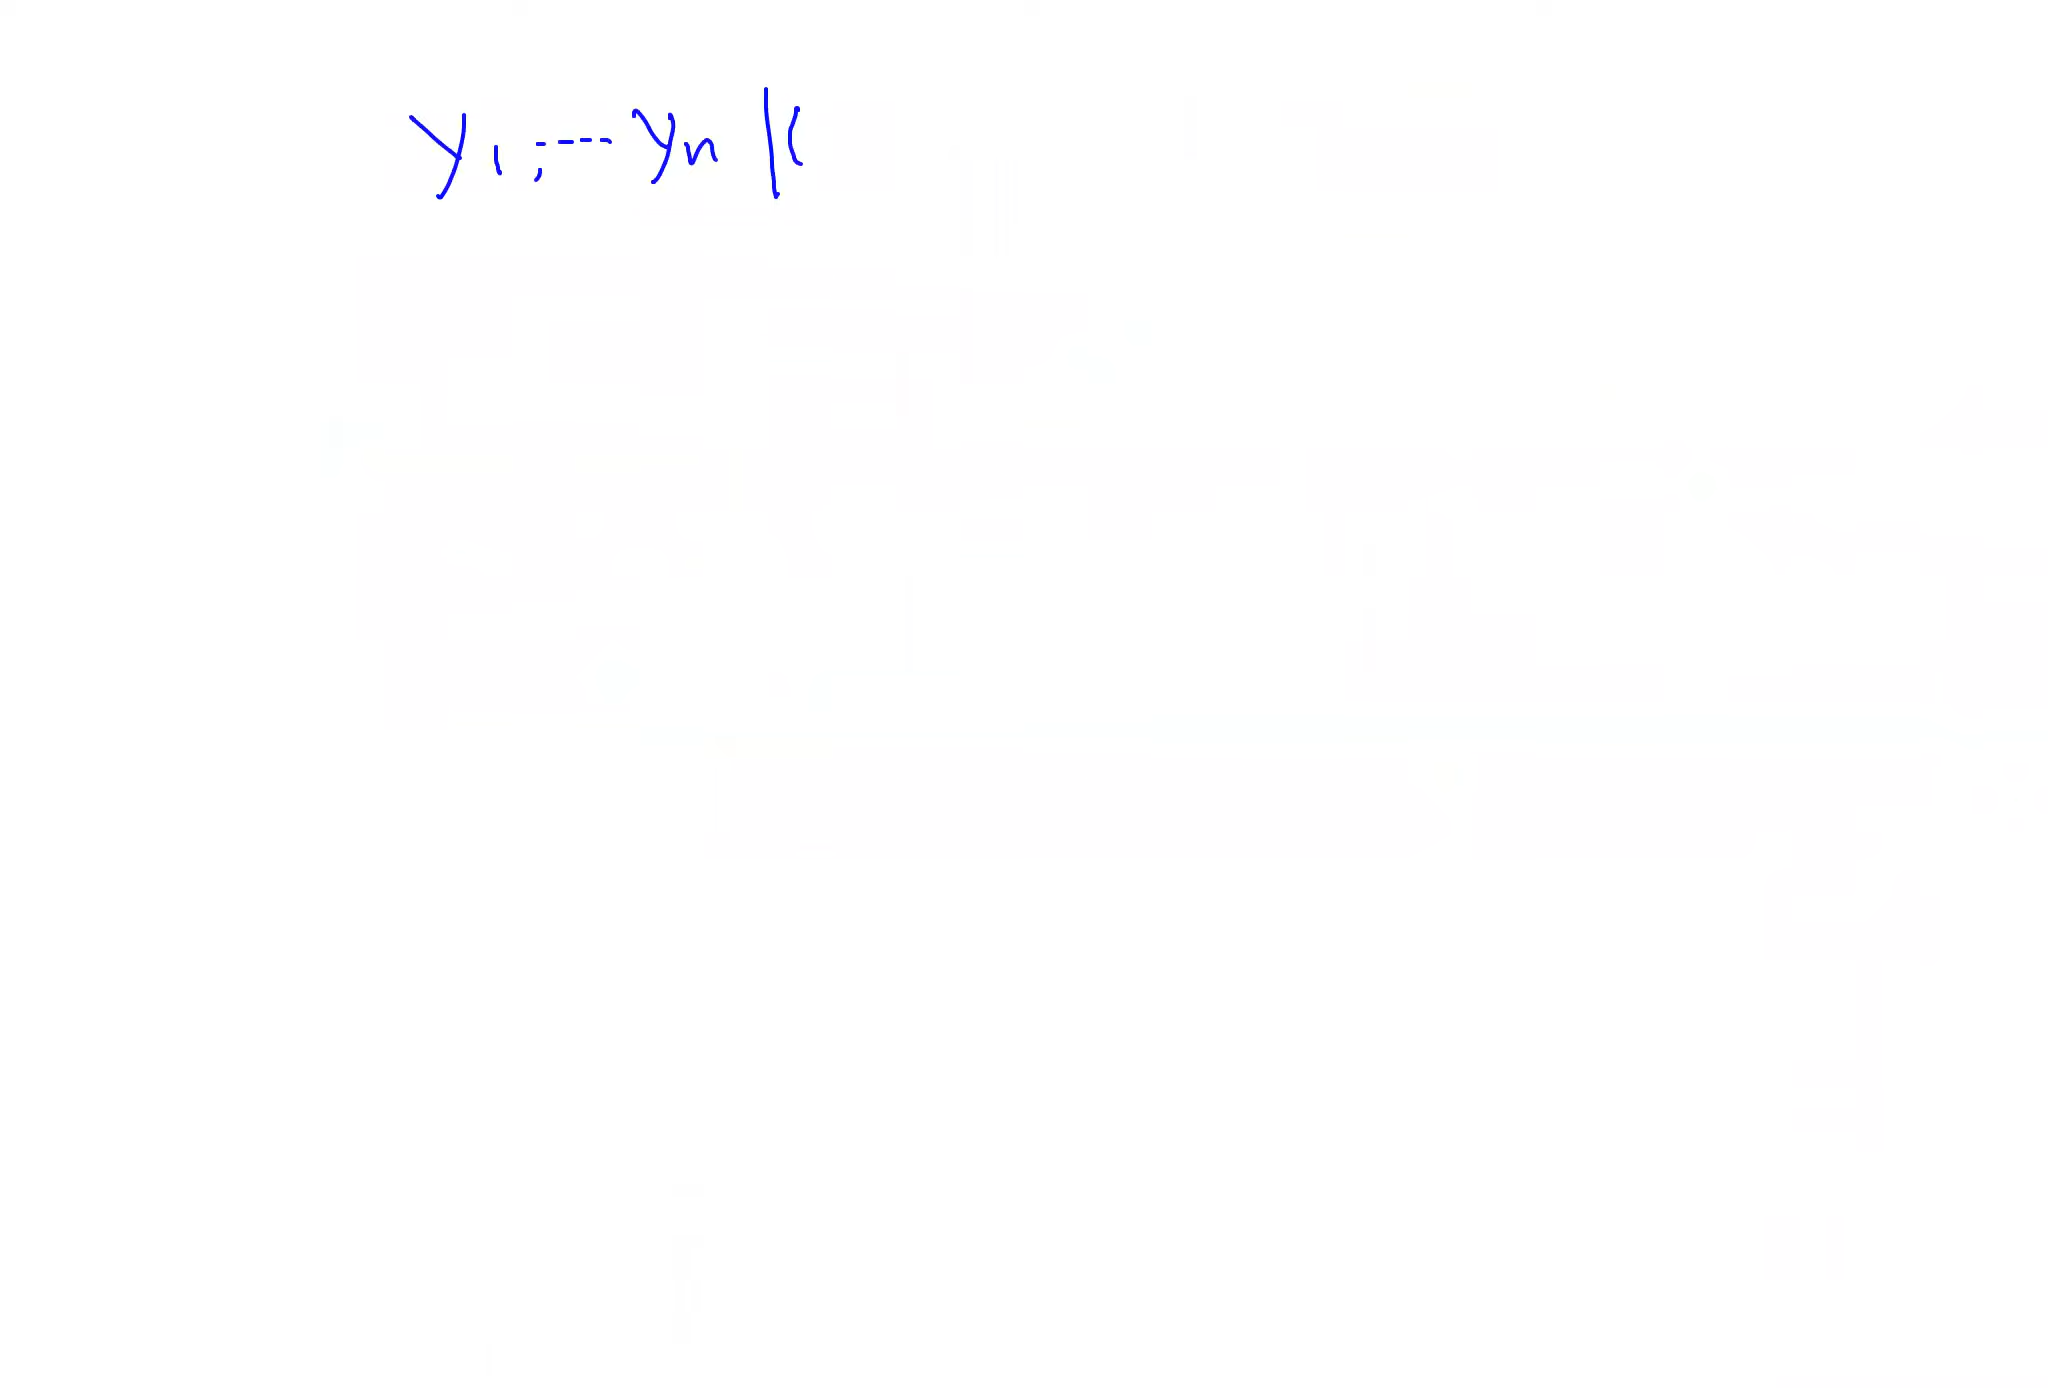 y₁, ---- yₙ | (